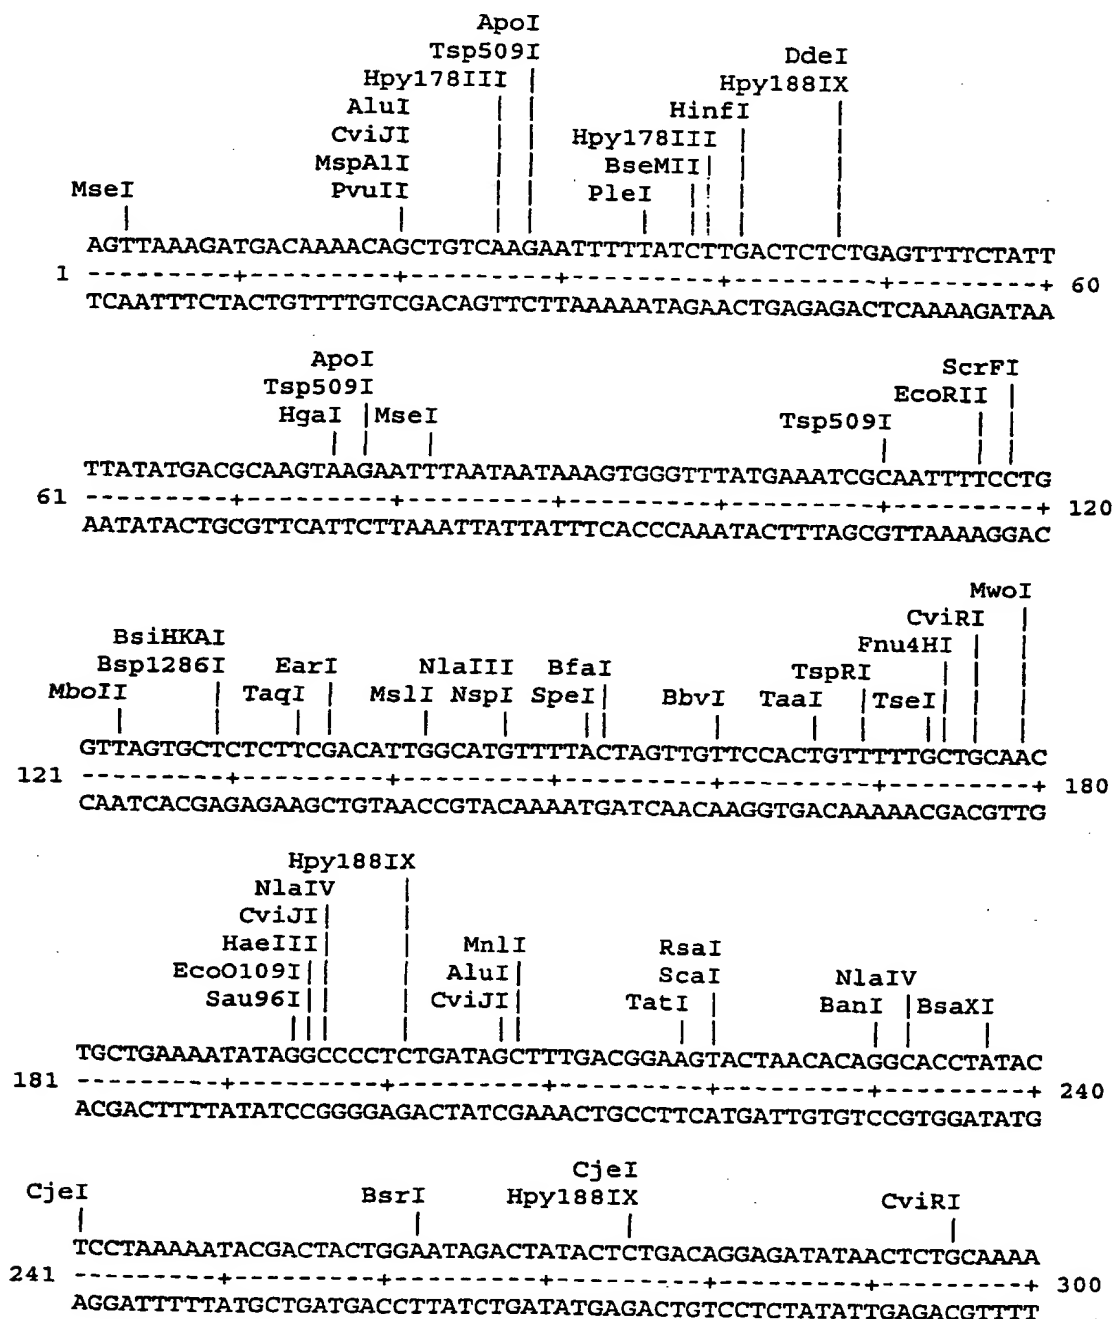 ApoI
Tsp509I DdeI
Hpy178III Hpy188IX
AluI HinfI
CviJI Hpy178III
MspA1I BseMII
MseI PvuII PleI
AGTTAAAGATGACAAAACAGCTGTCAAGAATTTTTATCTTGACTCTCTGAGTTTTCTATT
1 ---------+---------+---------+---------+---------+---------+ 60
TCAATTTCTACTGTTTTGTCGACAGTTCTTAAAAATAGAACTGAGAGACTCAAAAGATAA
ApoI ScrFI
Tsp509I EcoRII
HgaI MseI Tsp509I
TTATATGACGCAAGTAAGAATTTAATAATAAAGTGGGTTTATGAAATCGCAATTTTCCTG
61 ---------+---------+---------+---------+---------+---------+ 120
AATATACTGCGTTCATTCTTAAATTATTATTTCACCCAAATACTTTAGCGTTAAAAGGAC
MwoI
CviRI
BsiHKAI Fnu4HI
Bsp1286I EarI NlaIII BfaI TspRI
MboII TaqI MslI NspI SpeI BbvI TaaI TseI
GTTAGTGCTCTCTTCGACATTGGCATGTTTTACTAGTTGTTCCACTGTTTTTGCTGCAAC
121 ---------+---------+---------+---------+---------+---------+ 180
CAATCACGAGAGAAGCTGTAACCGTACAAAATGATCAACAAGGTGACAAAAACGACGTTG
Hpy188IX
NlaIV
CviJI
HaeIII MnlI RsaI
EcoO109I AluI ScaI NlaIV
Sau96I CviJI TatI BanI BsaXI
TGCTGAAAATATAGGCCCCTCTGATAGCTTTGACGGAAGTACTAACACAGGCACCTATAC
181 ---------+---------+---------+---------+---------+---------+ 240
ACGACTTTTATATCCGGGGAGACTATCGAAACTGCCTTCATGATTGTGTCCGTGGATATG
CjeI
CjeI BsrI Hpy188IX CviRI
TCCTAAAAATACGACTACTGGAATAGACTATACTCTGACAGGAGATATAACTCTGCAAAA
241 ---------+---------+---------+---------+---------+---------+ 300
AGGATTTTTATGCTGATGACCTTATCTGATATGAGACTGTCCTCTATATTGAGACGTTTT